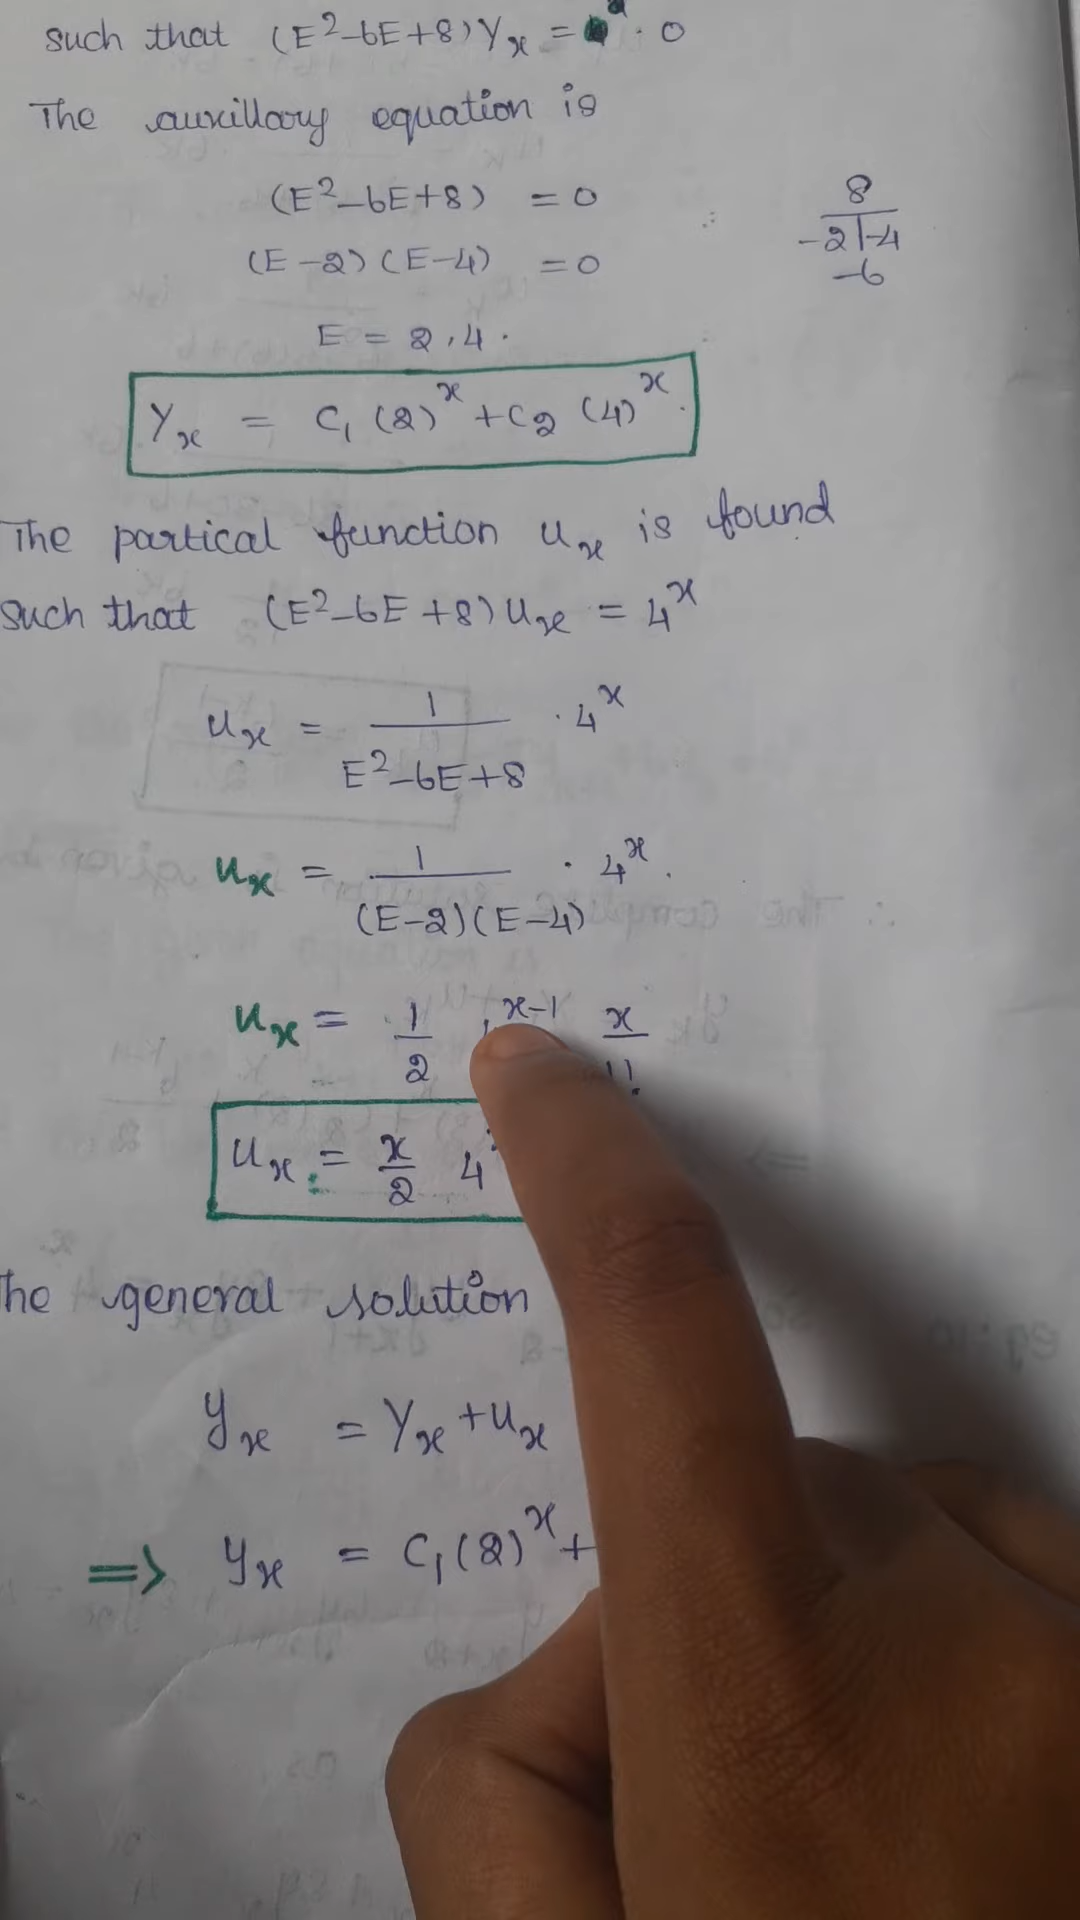 such that (E²-6E+8)Yₓ = . 0
The auxillary equation is
(E²-6E+8) = 0
(E-2)(E-4) = 0
E = 2,4.
∴
8
-2|-4
-6
Yₓ = C₁(2)ˣ + C₂(4)ˣ.
The partical function uₓ is found
such that (E²-6E+8)uₓ = 4ˣ
uₓ = 1/(E²-6E+8) · 4ˣ
uₓ = 1/((E-2)(E-4)) · 4ˣ.
uₓ = 1/2 ˣ⁻¹ x/1!
uₓ = x/2 4
he general solution
yₓ = Yₓ + uₓ
⇒ yₓ = C₁(2)ˣ +